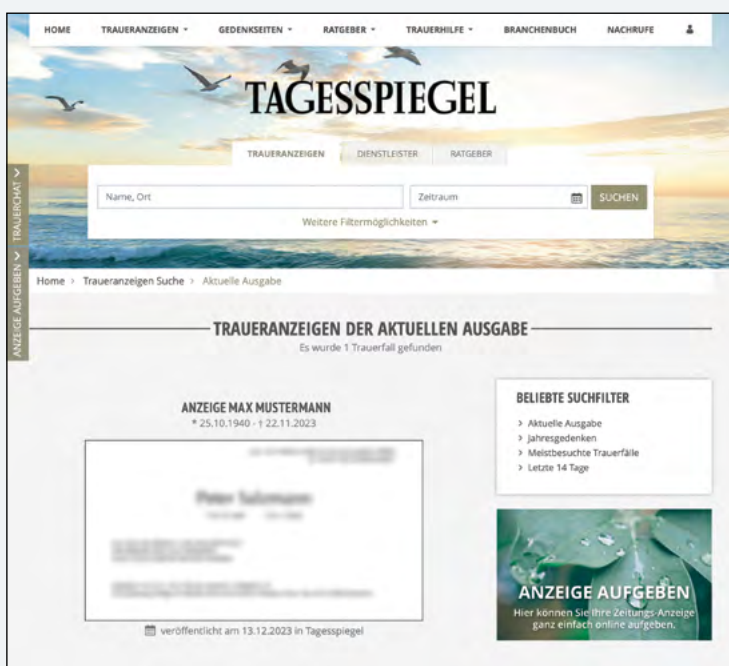 HOME TRAUERANZEIGEN GEDENKSEITEN RATGEBER TRAUERHILFE BRANCHENBUCH NACHRUFE
TAGESSPIEGEL
TRAUERANZEIGEN DIENSTLEISTER RATGEBER
Name, Ort Zeitraum SUCHEN
Weitere Filtermöglichkeiten
TRAUERCHAT >
ANZEIGE AUFGEBEN >
Home > Traueranzeigen Suche > Aktuelle Ausgabe
TRAUERANZEIGEN DER AKTUELLEN AUSGABE
Es wurde 1 Trauerfall gefunden
ANZEIGE MAX MUSTERMANN
* 25.10.1940 - † 22.11.2023
veröffentlicht am 13.12.2023 in Tagesspiegel
BELIEBTE SUCHFILTER
> Aktuelle Ausgabe
> Jahresgedenken
> Meistbesuchte Trauerfälle
> Letzte 14 Tage
ANZEIGE AUFGEBEN
Hier können Sie Ihre Zeitungs-Anzeige
ganz einfach online aufgeben.